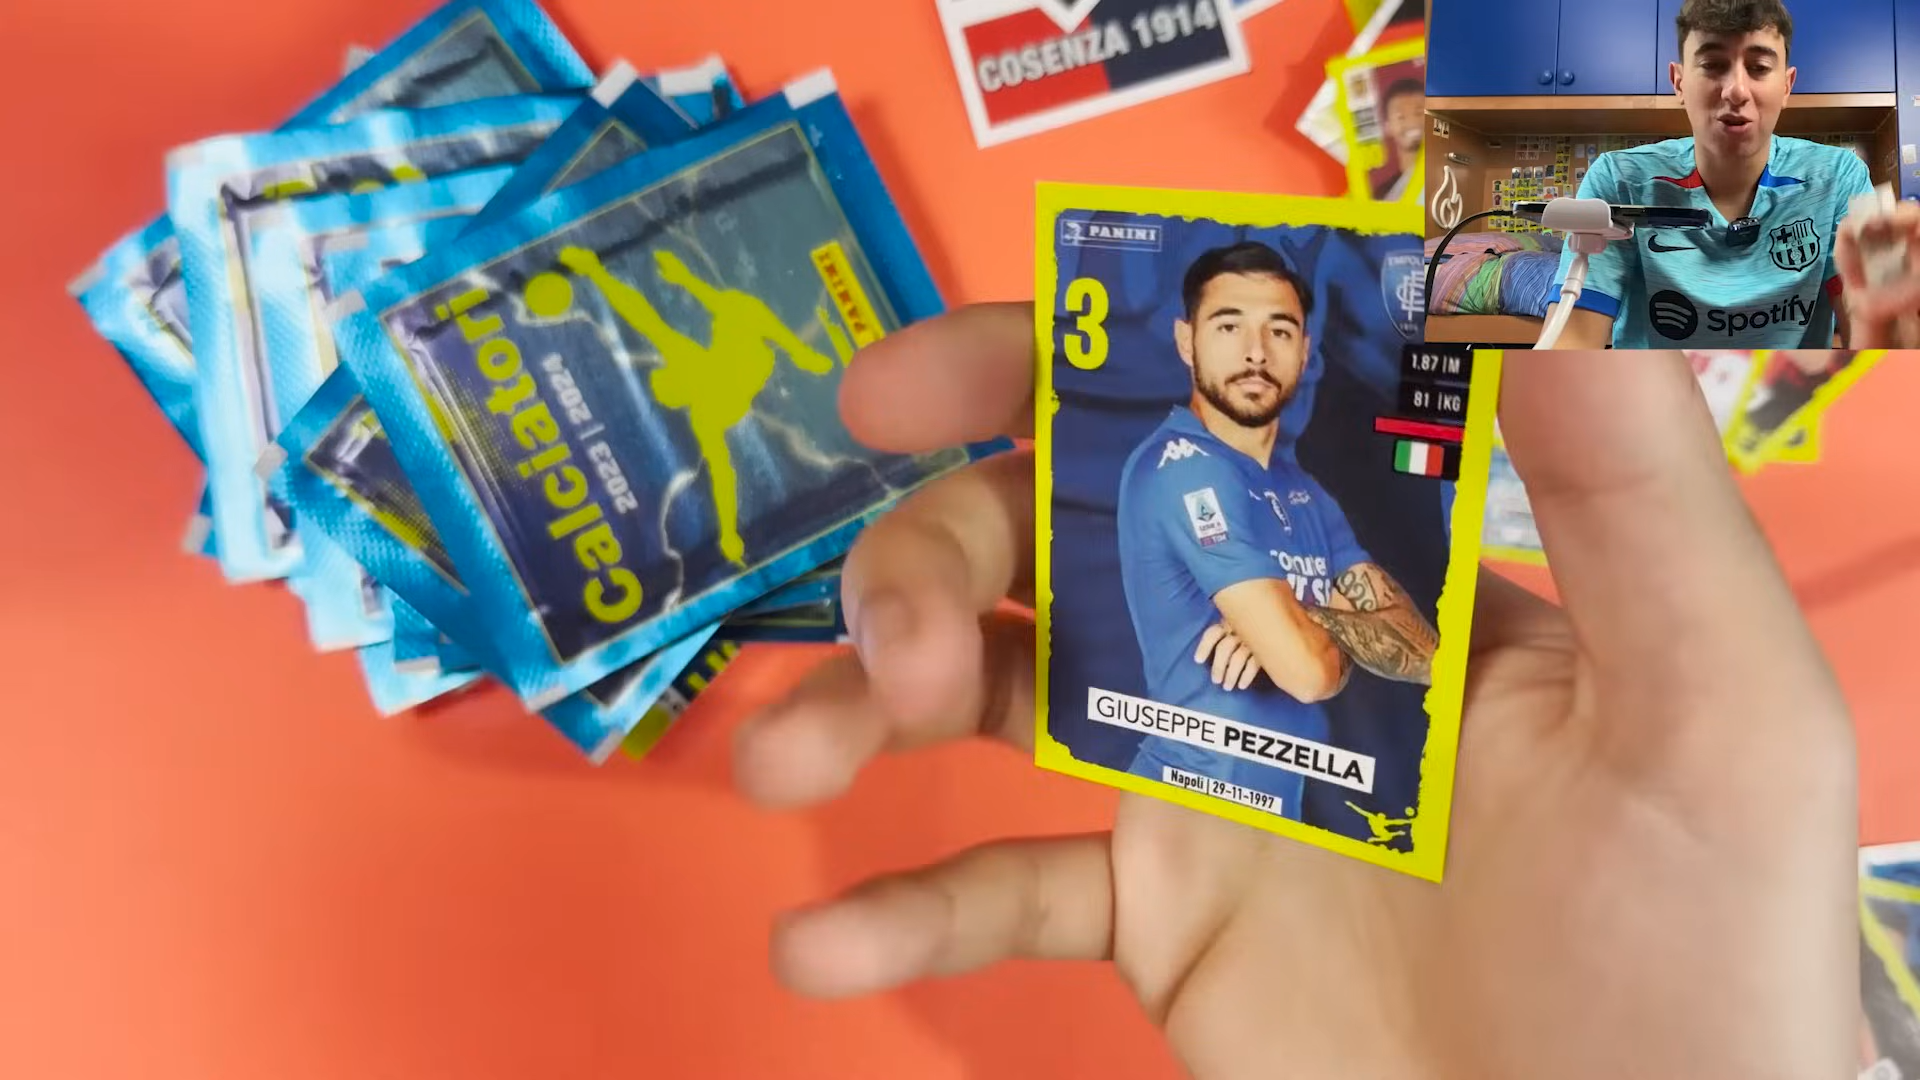 COSENZA 1914
Calciatori
2023 | 2024
PANINI
PANINI
3
EMPOLI
1.87 | M
81 | KG
GIUSEPPE PEZZELLA
Napoli | 29-11-1997
Spotify